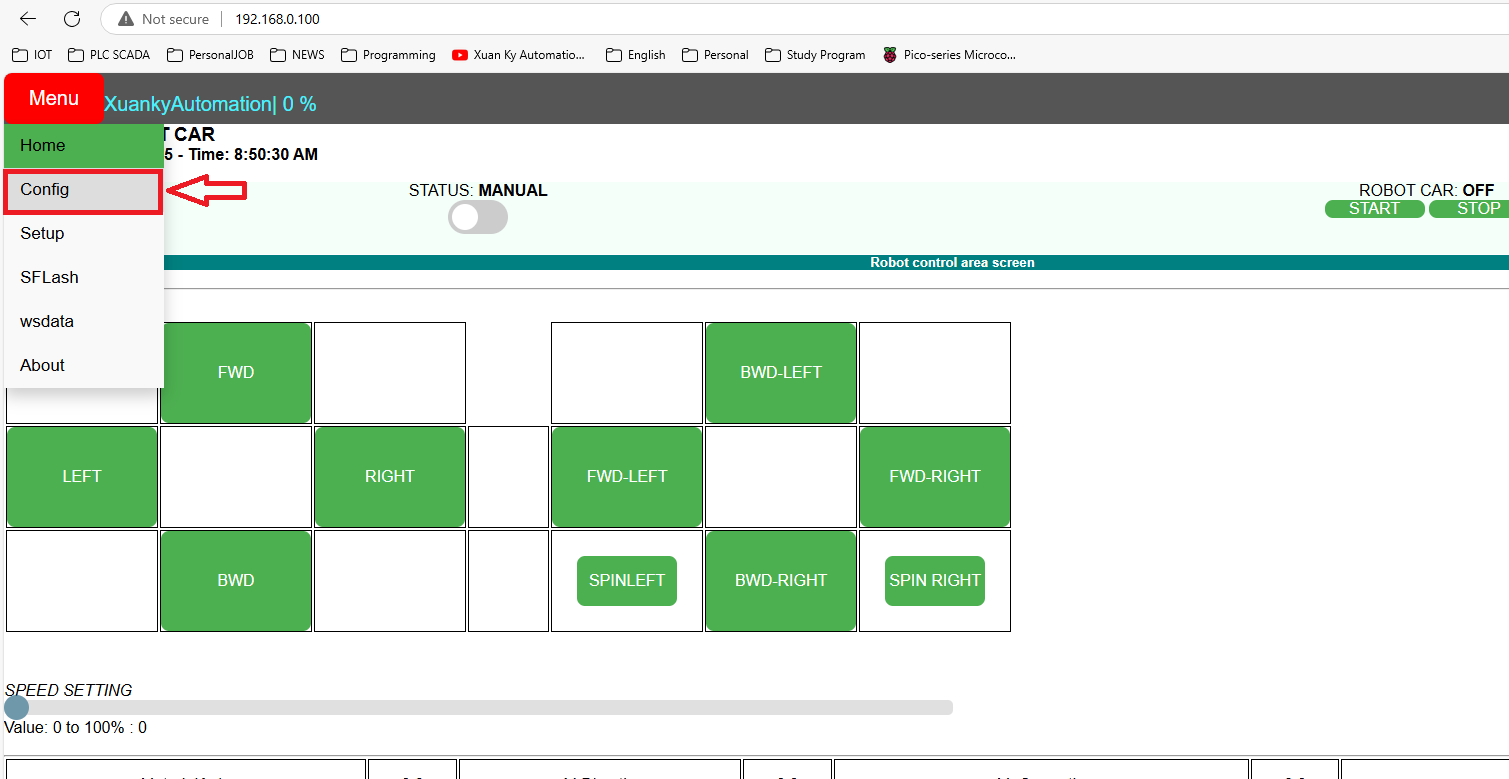 Not secure 192.168.0.100
IOT PLC SCADA PersonalJOB NEWS Programming Xuan Ky Automatio... English Personal Study Program Pico-series Microco...
Menu XuankyAutomation| 0 %
Home T CAR
5 - Time: 8:50:30 AM
Config STATUS: MANUAL ROBOT CAR: OFF
START STOP
Setup
Robot control area screen
SFLash
wsdata
About
FWD BWD-LEFT
LEFT RIGHT FWD-LEFT FWD-RIGHT
BWD SPINLEFT BWD-RIGHT SPIN RIGHT
SPEED SETTING
Value: 0 to 100% : 0